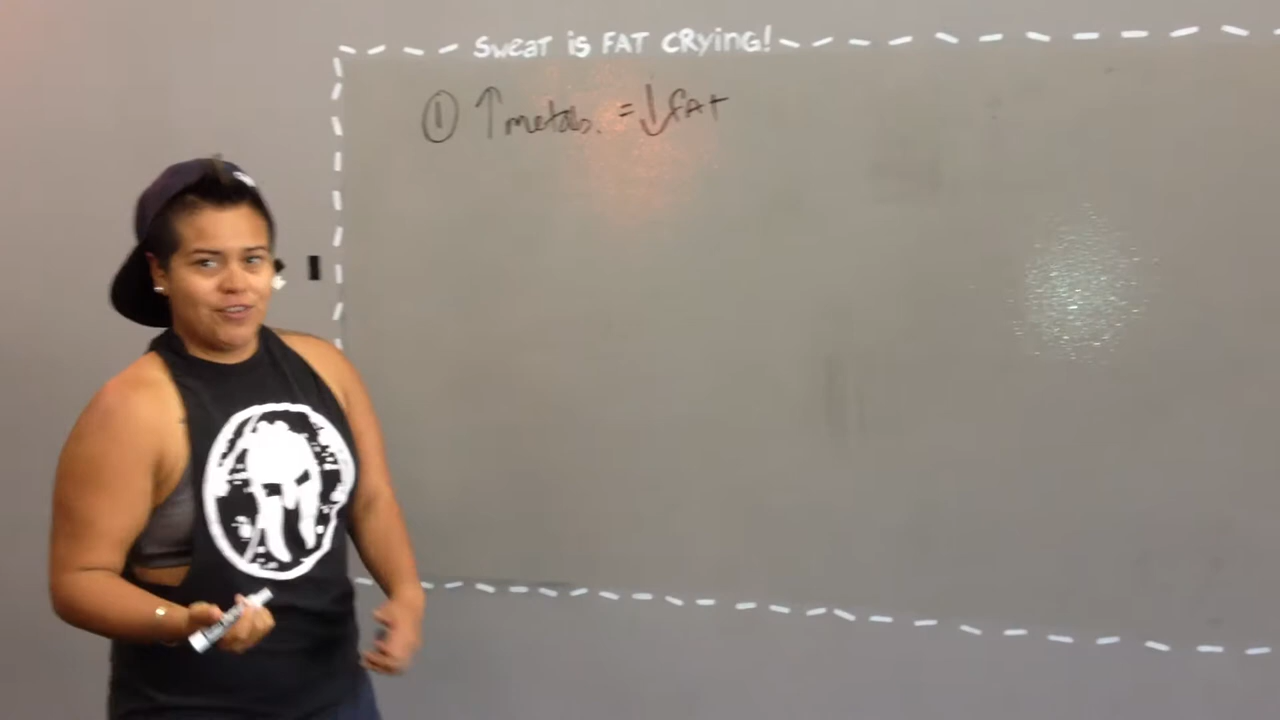 Sweat is FAT CRying!
① ↑ metab. = ↓ FAT